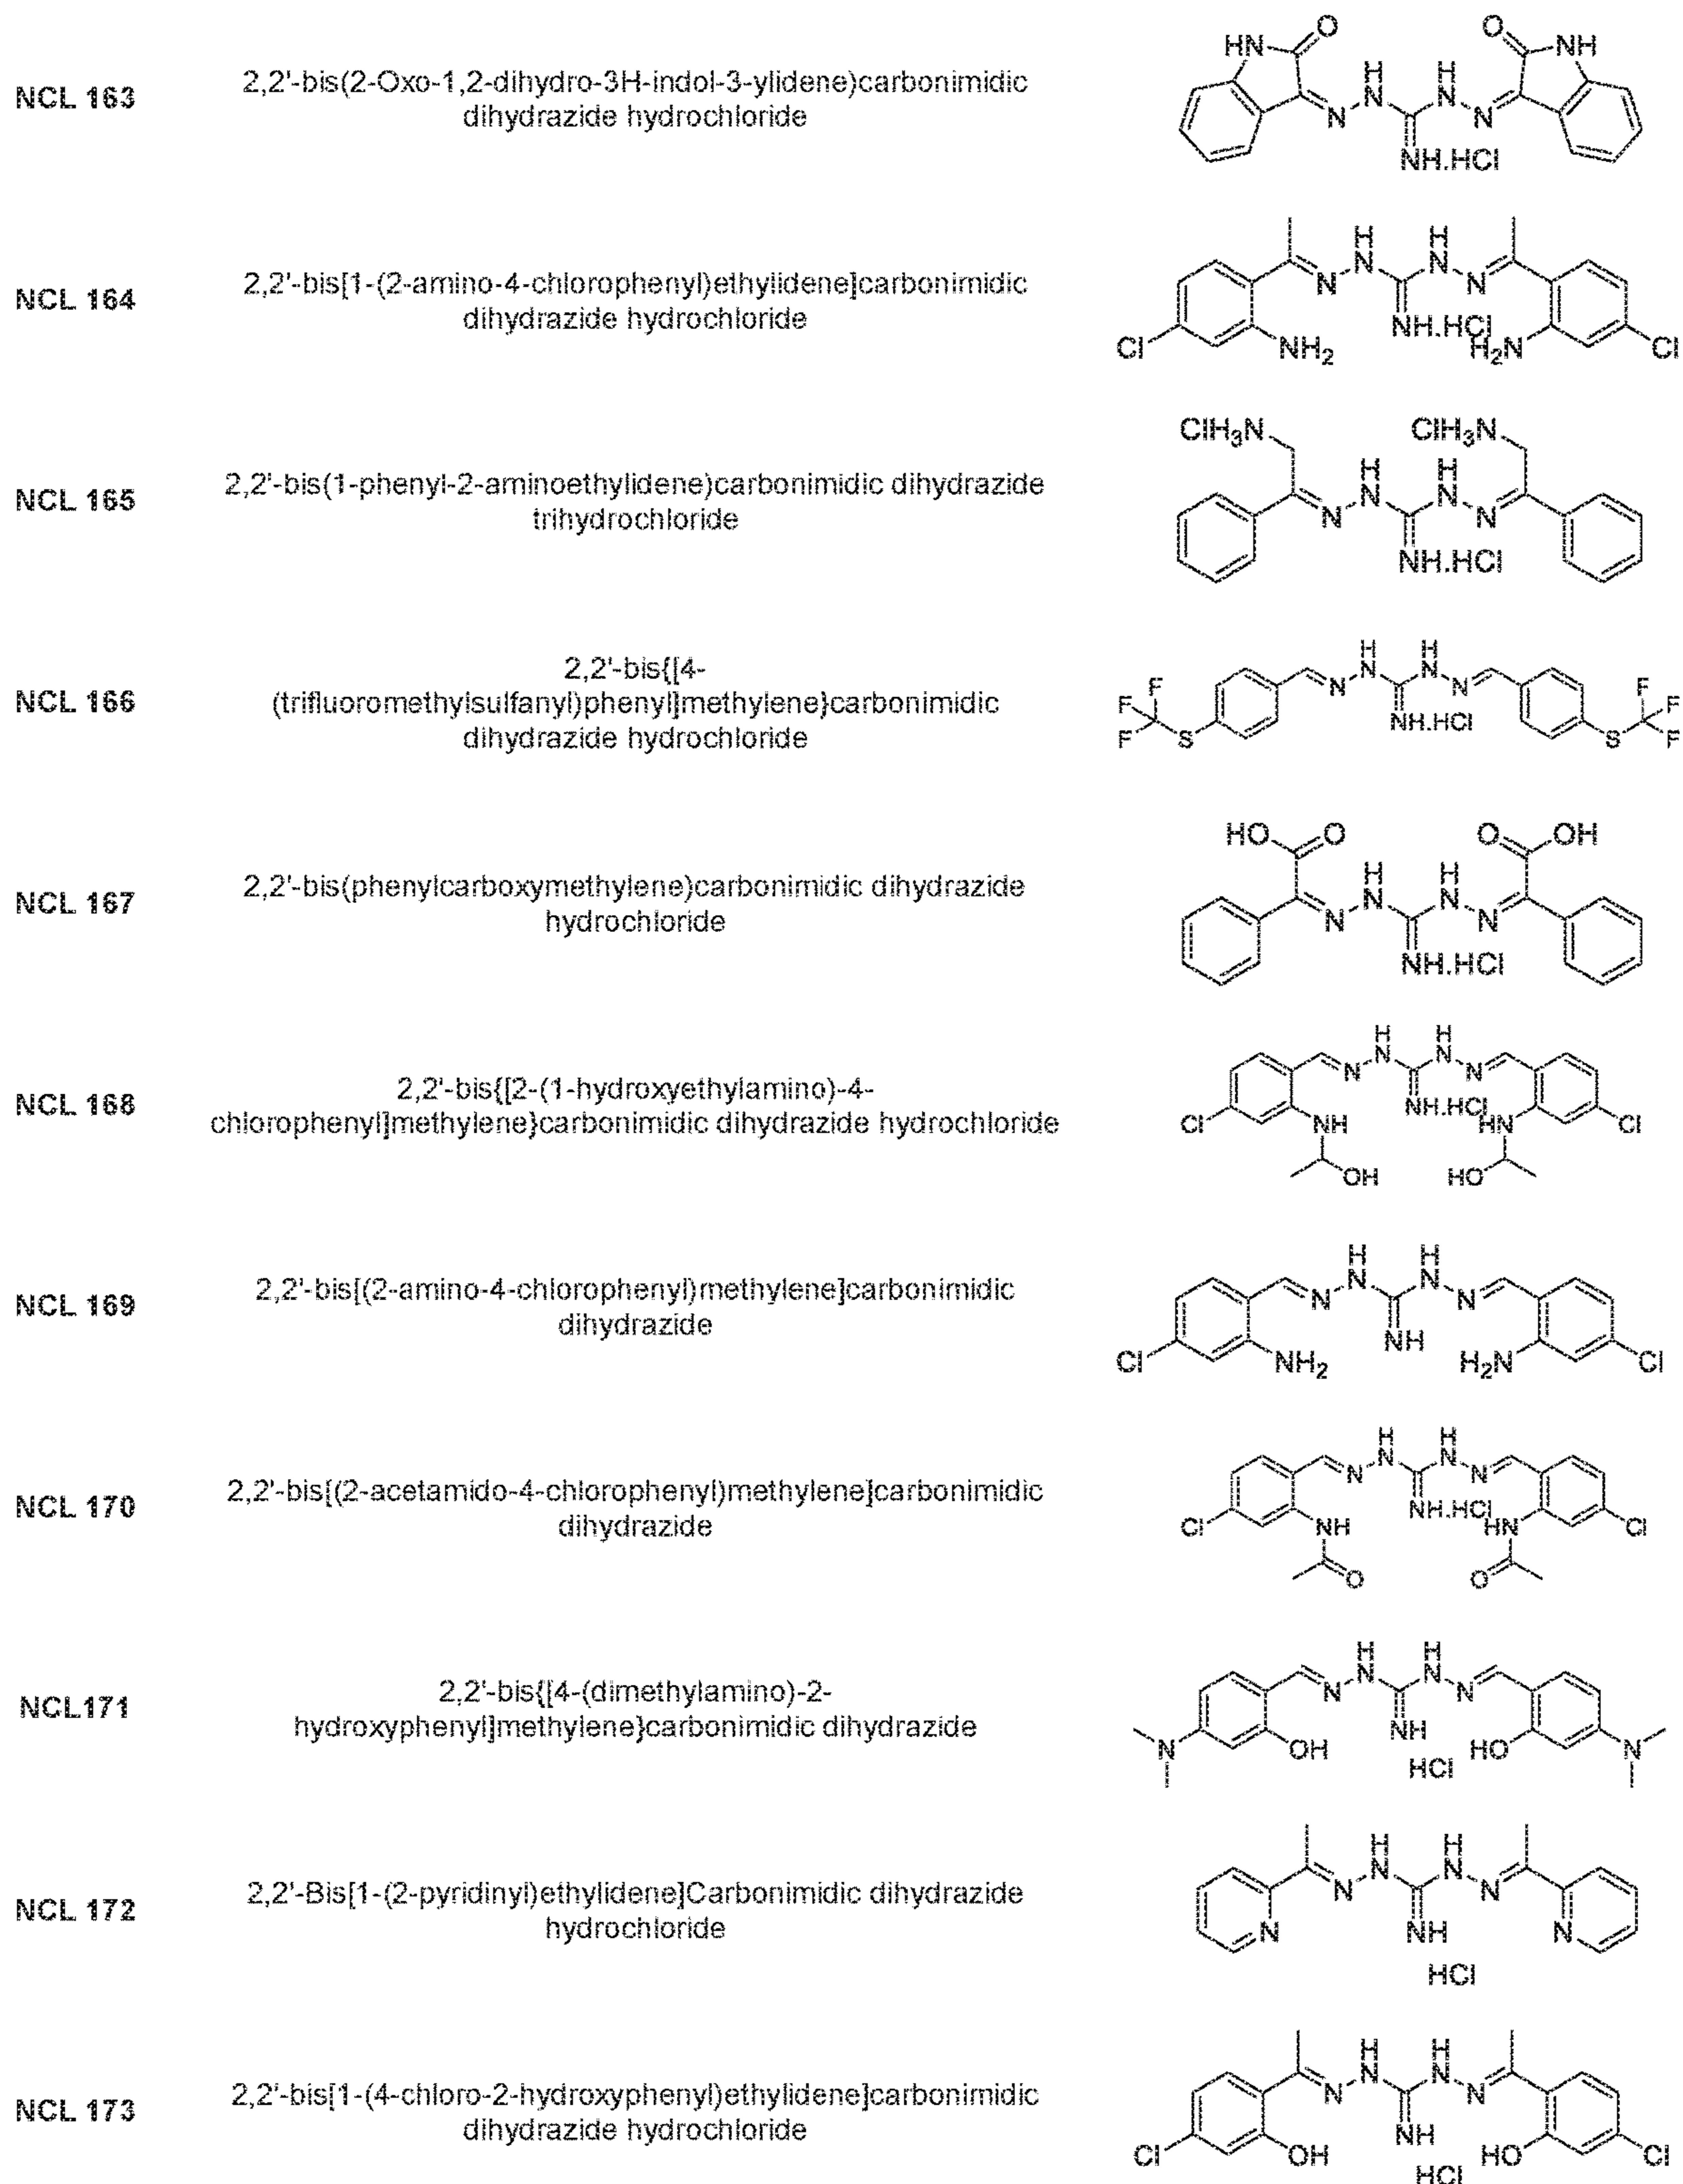 NCL 163
2,2'-bis(2-Oxo-1,2-dihydro-3H-indol-3-ylidene)carbonimidic
dihydrazide hydrochloride
HN O O NH
H H
N N
N N
NH.HCl
NCL 164
2,2'-bis[1-(2-amino-4-chlorophenyl)ethylidene]carbonimidic
dihydrazide hydrochloride
H H
N N
N N
NH.HCl
Cl NH2 H2N Cl
NCL 165
2,2'-bis(1-phenyl-2-aminoethylidene)carbonimidic dihydrazide
trihydrochloride
ClH3N ClH3N
H H
N N
N N
NH.HCl
NCL 166
2,2'-bis{[4-
(trifluoromethylsulfanyl)phenyl]methylene}carbonimidic
dihydrazide hydrochloride
H H
N N
N N
F F
F NH.HCl F
F S S F
NCL 167
2,2'-bis(phenylcarboxymethylene)carbonimidic dihydrazide
hydrochloride
HO O O OH
H H
N N
N N
NH.HCl
NCL 168
2,2'-bis{[2-(1-hydroxyethylamino)-4-
chlorophenyl]methylene}carbonimidic dihydrazide hydrochloride
H H
N N
N N
NH.HCl
Cl NH HN Cl
OH HO
NCL 169
2,2'-bis[(2-amino-4-chlorophenyl)methylene]carbonimidic
dihydrazide
H H
N N
N N
NH
Cl NH2 H2N Cl
NCL 170
2,2'-bis[(2-acetamido-4-chlorophenyl)methylene]carbonimidic
dihydrazide
H H
N N
N N
NH.HCl
Cl NH HN Cl
O O
NCL171
2,2'-bis{[4-(dimethylamino)-2-
hydroxyphenyl]methylene}carbonimidic dihydrazide
H H
N N
N N
NH
N OH HO N
HCl
NCL 172
2,2'-Bis[1-(2-pyridinyl)ethylidene]Carbonimidic dihydrazide
hydrochloride
H H
N N
N N
N NH N
HCl
NCL 173
2,2'-bis[1-(4-chloro-2-hydroxyphenyl)ethylidene]carbonimidic
dihydrazide hydrochloride
H H
N N
N N
NH
Cl OH HO Cl
HCl